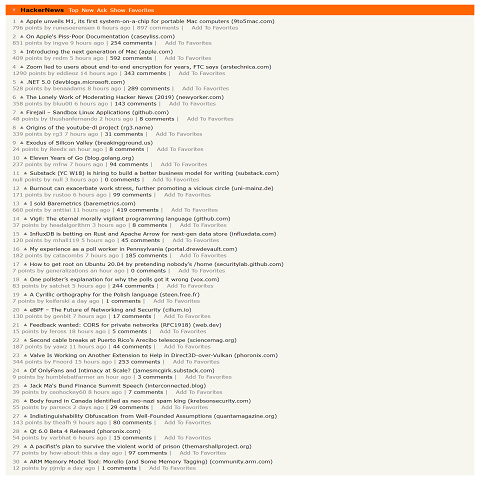 HackerNews Top New Ask Show Favorites
1 ▲ Apple unveils M1, its first system-on-a-chip for portable Mac computers (9to5mac.com)
796 points by runesoerensen 6 hours ago | 897 comments | Add To Favorites
2 ▲ On Apple's Piss-Poor Documentation (caseyliss.com)
851 points by ingve 9 hours ago | 254 comments | Add To Favorites
3 ▲ Introducing the next generation of Mac (apple.com)
409 points by redm 5 hours ago | 592 comments | Add To Favorites
4 ▲ Zoom lied to users about end-to-end encryption for years, FTC says (arstechnica.com)
1290 points by eddieoz 14 hours ago | 343 comments | Add To Favorites
5 ▲ .NET 5.0 (devblogs.microsoft.com)
528 points by benaadams 8 hours ago | 289 comments | Add To Favorites
6 ▲ The Lonely Work of Moderating Hacker News (2019) (newyorker.com)
358 points by blou00 6 hours ago | 143 comments | Add To Favorites
7 ▲ Firejail – Sandbox Linux Applications (github.com)
48 points by thushanfernando 2 hours ago | 8 comments | Add To Favorites
8 ▲ Origins of the youtube-dl project (rg3.name)
339 points by rg3 7 hours ago | 31 comments | Add To Favorites
9 ▲ Exodus of Silicon Valley (breakingground.us)
24 points by Reedx an hour ago | 8 comments | Add To Favorites
10 ▲ Eleven Years of Go (blog.golang.org)
237 points by mfrw 7 hours ago | 94 comments | Add To Favorites
11 ▲ Substack (YC W18) is hiring to build a better business model for writing (substack.com)
null points by null 3 hours ago | 0 comments | Add To Favorites
12 ▲ Burnout can exacerbate work stress, further promoting a vicious circle (uni-mainz.de)
171 points by rustoo 6 hours ago | 99 comments | Add To Favorites
13 ▲ I sold Baremetrics (baremetrics.com)
660 points by antliei 11 hours ago | 419 comments | Add To Favorites
14 ▲ Vigil: The eternal morally vigilant programming language (github.com)
37 points by headalgorithm 3 hours ago | 8 comments | Add To Favorites
15 ▲ InfluxDB is betting on Rust and Apache Arrow for next-gen data store (influxdata.com)
120 points by mhall119 5 hours ago | 45 comments | Add To Favorites
16 ▲ My experience as a poll worker in Pennsylvania (portal.drewdevault.com)
182 points by catacombs 7 hours ago | 185 comments | Add To Favorites
17 ▲ How to get root on Ubuntu 20.04 by pretending nobody's /home (securitylab.github.com)
7 points by generalizations an hour ago | 0 comments | Add To Favorites
18 ▲ One pollster's explanation for why the polls got it wrong (vox.com)
83 points by satchet 5 hours ago | 244 comments | Add To Favorites
19 ▲ A Cyrillic orthography for the Polish language (steen.free.fr)
4 points by keiferski a day ago | 1 comments | Add To Favorites
20 ▲ eBPF – The Future of Networking and Security (cilium.io)
130 points by genbit 7 hours ago | 17 comments | Add To Favorites
21 ▲ Feedback wanted: CORS for private networks (RFC1918) (web.dev)
15 points by feross 18 hours ago | 5 comments | Add To Favorites
22 ▲ Second cable breaks at Puerto Rico's Arecibo telescope (sciencemag.org)
187 points by yawz 11 hours ago | 44 comments | Add To Favorites
23 ▲ Valve Is Working on Another Extension to Help in Direct3D-over-Vulkan (phoronix.com)
344 points by Fnoord 15 hours ago | 253 comments | Add To Favorites
24 ▲ Of OnlyFans and Intimacy at Scale? (jamesmcgirk.substack.com)
9 points by humblebatfarmer an hour ago | 3 comments | Add To Favorites
25 ▲ Jack Ma's Bund Finance Summit Speech (interconnected.blog)
39 points by ceohockey60 8 hours ago | 7 comments | Add To Favorites
26 ▲ Body found in Canada identified as neo-nazi spam king (krebsonsecurity.com)
55 points by parsecs 2 days ago | 29 comments | Add To Favorites
27 ▲ Indistinguishability Obfuscation from Well-Founded Assumptions (quantamagazine.org)
143 points by theafh 9 hours ago | 80 comments | Add To Favorites
28 ▲ Qt 6.0 Beta 4 Released (phoronix.com)
54 points by varbhat 6 hours ago | 15 comments | Add To Favorites
29 ▲ A pacifist's plan to survive the violent world of prison (themarshallproject.org)
77 points by how-about-this a day ago | 97 comments | Add To Favorites
30 ▲ ARM Memory Model Tool: Morello (and Some Memory Tagging) (community.arm.com)
12 points by pjmlp a day ago | 1 comments | Add To Favorites